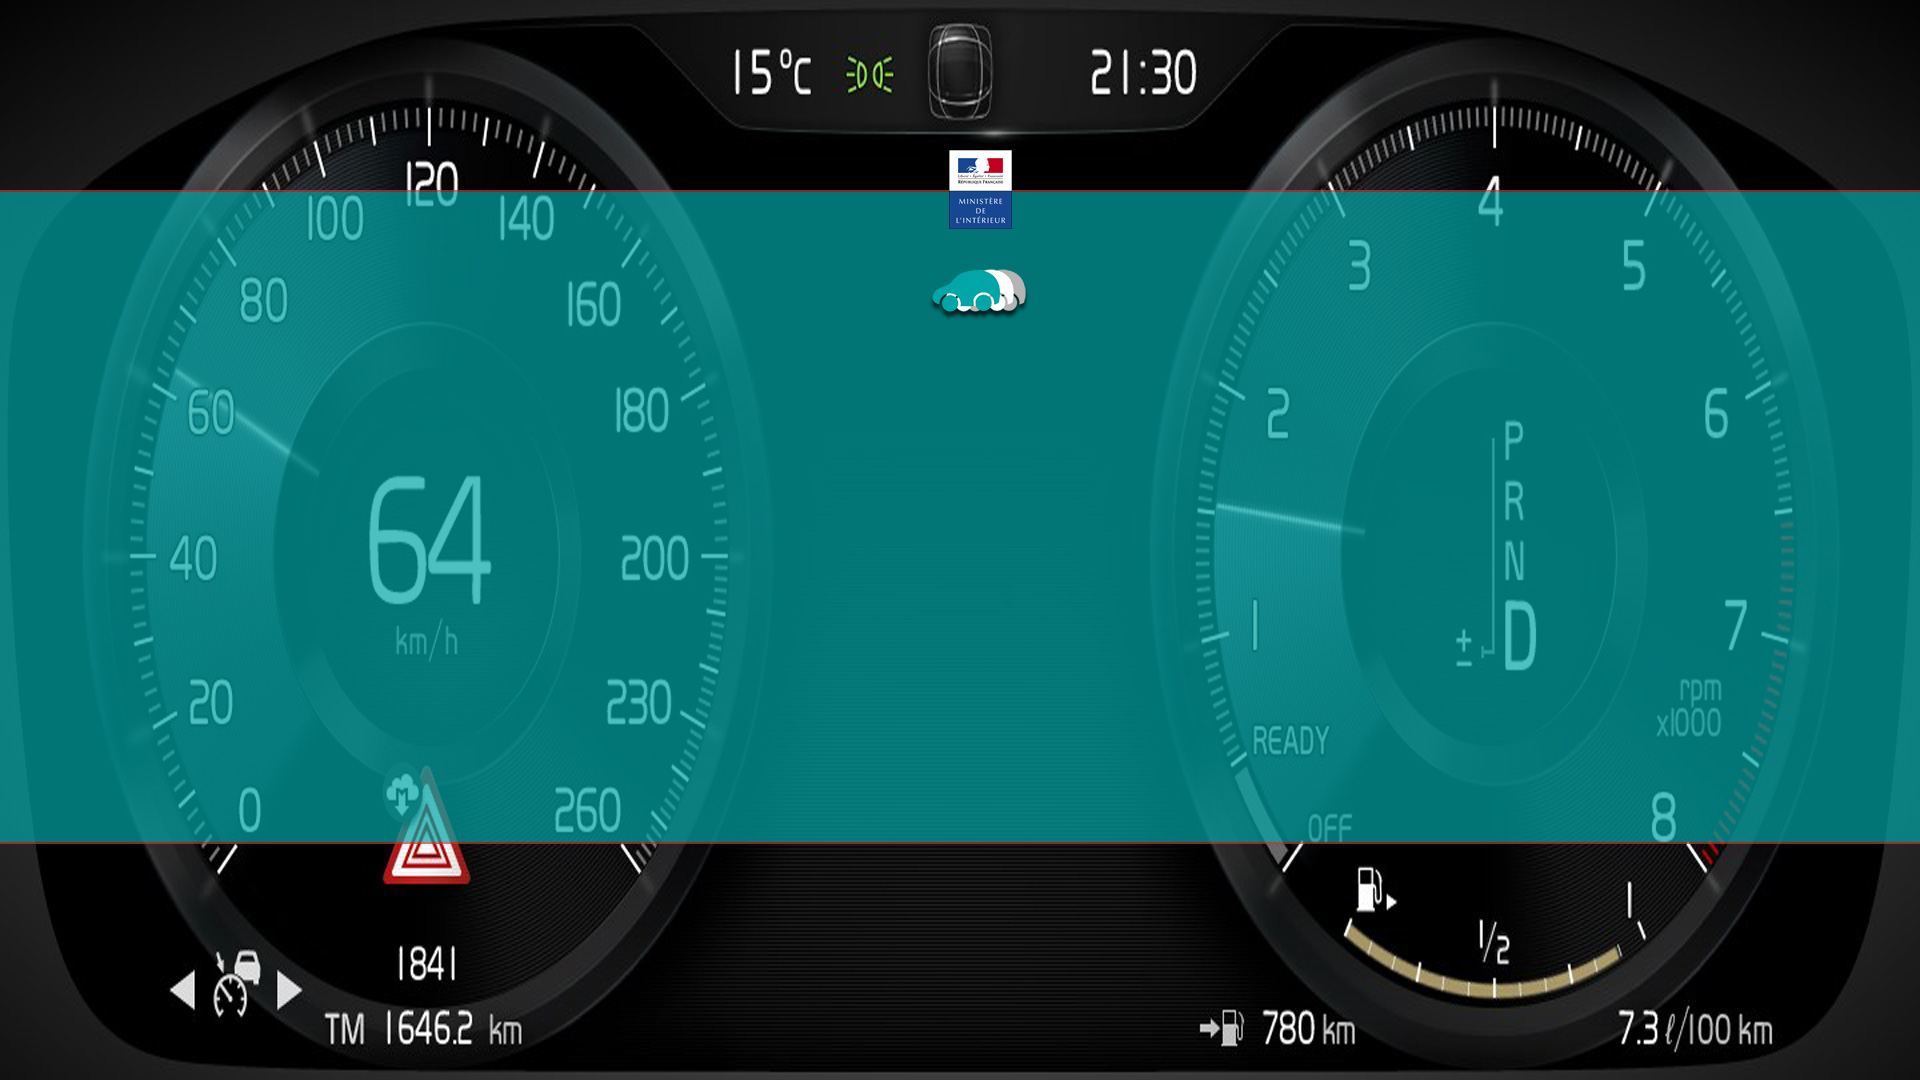 15°C
21:30
Liberté • Égalité • Fraternité
RÉPUBLIQUE FRANÇAISE
MINISTÈRE
DE
L'INTÉRIEUR
0
20
40
60
80
100
120
140
160
180
200
230
260
64
km/h
1841
TM 1646.2 km
1
2
3
4
5
6
7
8
P
R
N
D
±
rpm
x1000
READY
OFF
1/2
1
780 km
7.3 ℓ/100 km